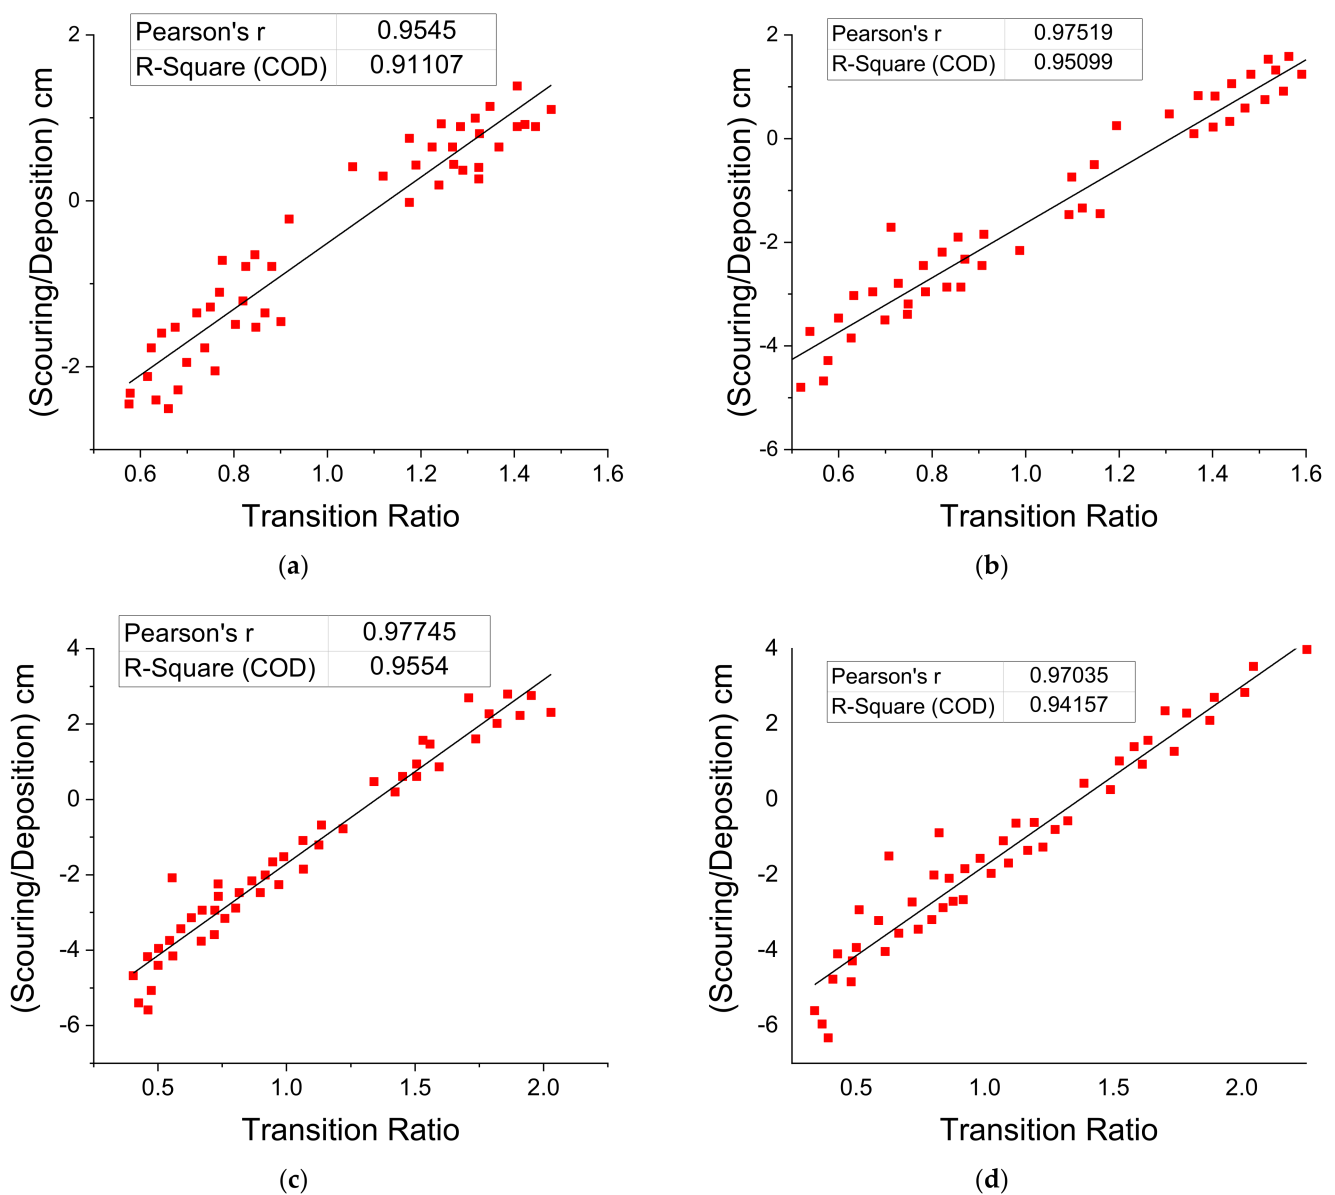 Pearson's r 0.9545
R-Square (COD) 0.91107
(Scouring/Deposition) cm
2
0
-2
0.6 0.8 1.0 1.2 1.4 1.6
Transition Ratio
(a)
Pearson's r 0.97519
R-Square (COD) 0.95099
(Scouring/Deposition) cm
2
0
-2
-4
-6
0.6 0.8 1.0 1.2 1.4 1.6
Transition Ratio
(b)
Pearson's r 0.97745
R-Square (COD) 0.9554
(Scouring/Deposition) cm
4
2
0
-2
-4
-6
0.5 1.0 1.5 2.0
Transition Ratio
(c)
Pearson's r 0.97035
R-Square (COD) 0.94157
(Scouring/Deposition) cm
4
2
0
-2
-4
-6
0.5 1.0 1.5 2.0
Transition Ratio
(d)